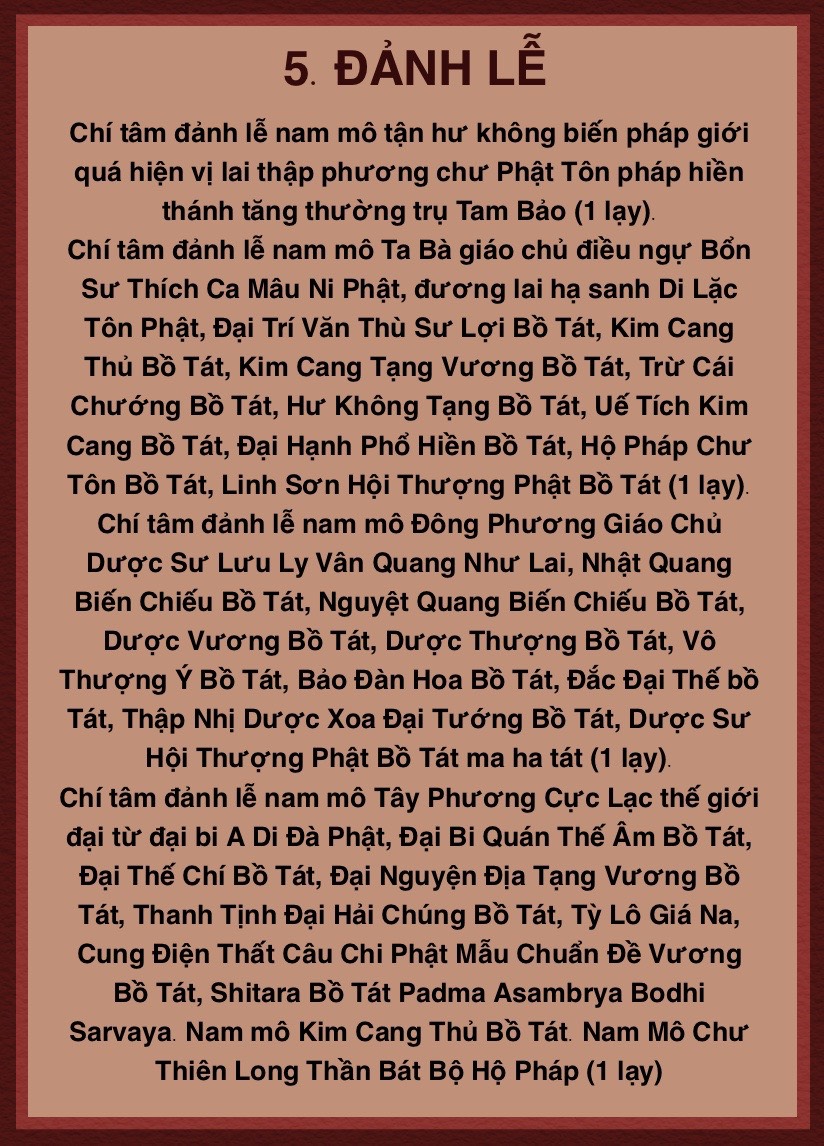 5. ĐẢNH LỄ
Chí tâm đảnh lễ nam mô tận hư không biến pháp giới
quá hiện vị lai thập phương chư Phật Tôn pháp hiền
thánh tăng thường trụ Tam Bảo (1 lạy).
Chí tâm đảnh lễ nam mô Ta Bà giáo chủ điều ngự Bổn
Sư Thích Ca Mâu Ni Phật, đương lai hạ sanh Di Lặc
Tôn Phật, Đại Trí Văn Thù Sư Lợi Bồ Tát, Kim Cang
Thủ Bồ Tát, Kim Cang Tạng Vương Bồ Tát, Trừ Cái
Chướng Bồ Tát, Hư Không Tạng Bồ Tát, Uế Tích Kim
Cang Bồ Tát, Đại Hạnh Phổ Hiền Bồ Tát, Hộ Pháp Chư
Tôn Bồ Tát, Linh Sơn Hội Thượng Phật Bồ Tát (1 lạy).
Chí tâm đảnh lễ nam mô Đông Phương Giáo Chủ
Dược Sư Lưu Ly Vân Quang Như Lai, Nhật Quang
Biến Chiếu Bồ Tát, Nguyệt Quang Biến Chiếu Bồ Tát,
Dược Vương Bồ Tát, Dược Thượng Bồ Tát, Vô
Thượng Ý Bồ Tát, Bảo Đàn Hoa Bồ Tát, Đắc Đại Thế bồ
Tát, Thập Nhị Dược Xoa Đại Tướng Bồ Tát, Dược Sư
Hội Thượng Phật Bồ Tát ma ha tát (1 lạy).
Chí tâm đảnh lễ nam mô Tây Phương Cực Lạc thế giới
đại từ đại bi A Di Đà Phật, Đại Bi Quán Thế Âm Bồ Tát,
Đại Thế Chí Bồ Tát, Đại Nguyện Địa Tạng Vương Bồ
Tát, Thanh Tịnh Đại Hải Chúng Bồ Tát, Tỳ Lô Giá Na,
Cung Điện Thất Câu Chi Phật Mẫu Chuẩn Đề Vương
Bồ Tát, Shitara Bồ Tát Padma Asambrya Bodhi
Sarvaya. Nam mô Kim Cang Thủ Bồ Tát. Nam Mô Chư
Thiên Long Thần Bát Bộ Hộ Pháp (1 lạy)